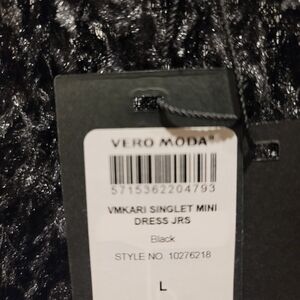 VERO MODA®
5715362204793
VMKARI SINGLET MINI
DRESS JRS
Black
STYLE NO. 10276218
L